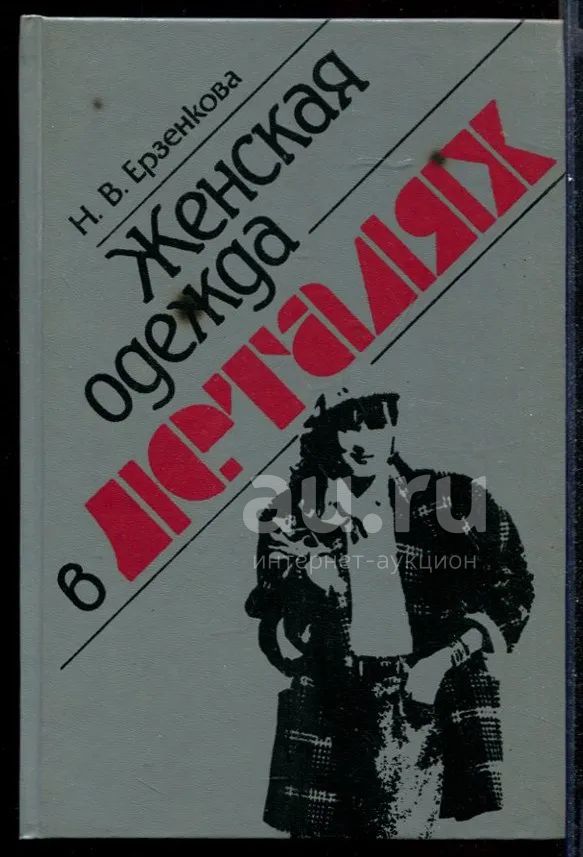 Н. В. Ерзенкова
Женская
одежда
в деталях
au.ru
интернет-аукцион